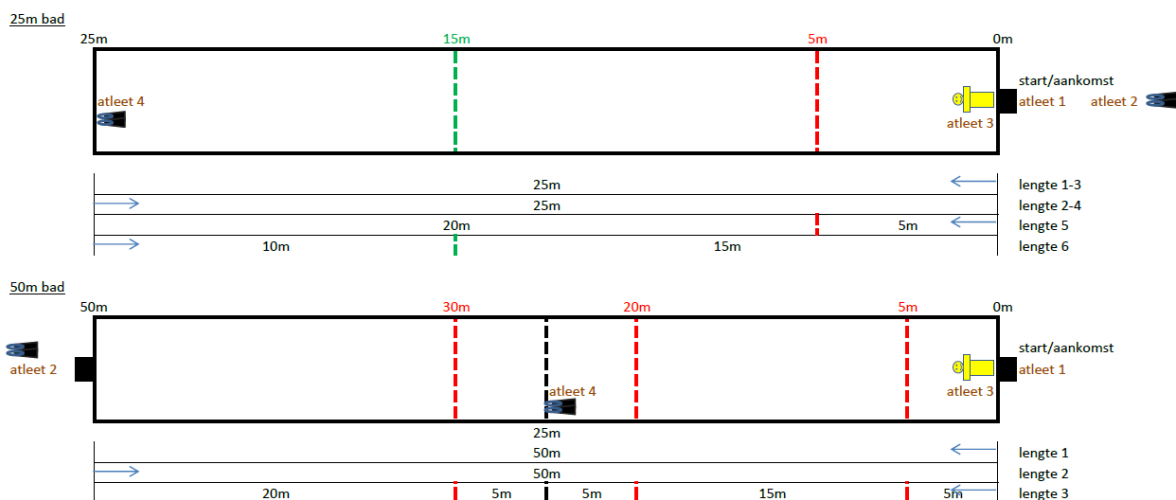 25m bad
25m 15m 5m 0m
start/aankomst
atleet 4 atleet 1 atleet 2
atleet 3
25m lengte 1-3
25m lengte 2-4
20m 5m lengte 5
10m 15m lengte 6
50m bad
50m 30m 20m 5m 0m
start/aankomst
atleet 2 atleet 1
atleet 3
atleet 4
25m
50m lengte 1
50m lengte 2
20m 5m 5m 15m 5m lengte 3